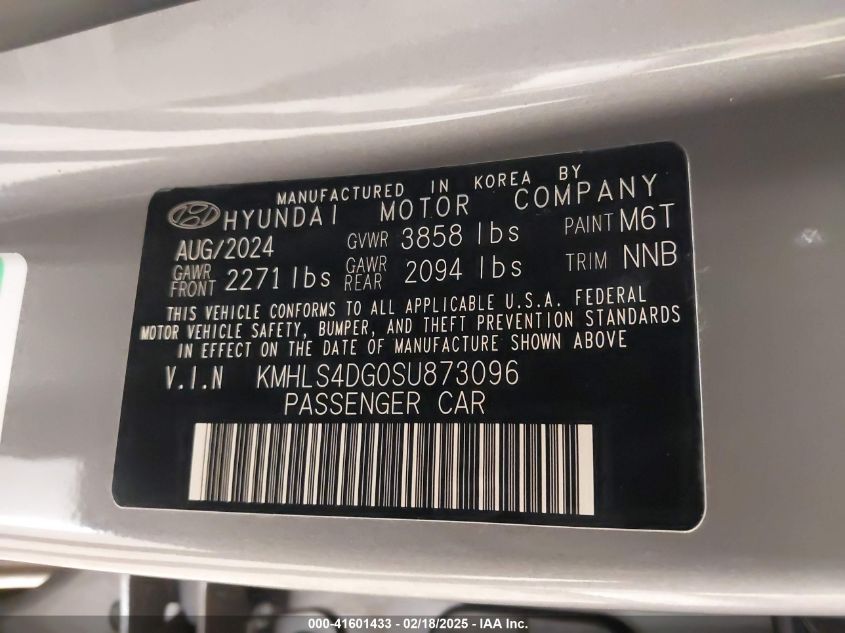 MANUFACTURED IN KOREA BY
HYUNDAI MOTOR COMPANY
AUG/2024 GVWR 3858 lbs PAINT M6T
GAWR FRONT 2271 lbs GAWR REAR 2094 lbs TRIM NNB
THIS VEHICLE CONFORMS TO ALL APPLICABLE U.S.A. FEDERAL
MOTOR VEHICLE SAFETY, BUMPER, AND THEFT PREVENTION STANDARDS
IN EFFECT ON THE DATE OF MANUFACTURE SHOWN ABOVE
V.I.N KMHLS4DG0SU873096
PASSENGER CAR
000-41601433 - 02/18/2025 - IAA Inc.